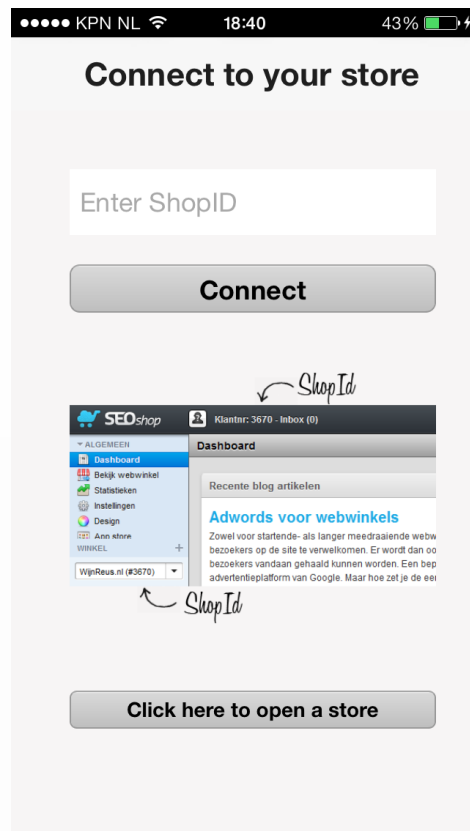 KPN NL 18:40 43%
Connect to your store
Enter ShopID
Connect
ShopId
SEOshop Klantnr: 3670 - Inbox (0)
ALGEMEEN
Dashboard
Dashboard
Bekijk webwinkel
Statistieken
Instellingen
Design
App store
WINKEL +
WijnReus.nl (#3670)
Recente blog artikelen
Adwords voor webwinkels
Zowel voor startende- als langer meedraaiende webw
bezoekers op de site te verwelkomen. Er wordt dan oo
bezoekers vandaan gehaald kunnen worden. Een bep
advertentieplatform van Google. Maar hoe zet je de eer
ShopId
Click here to open a store